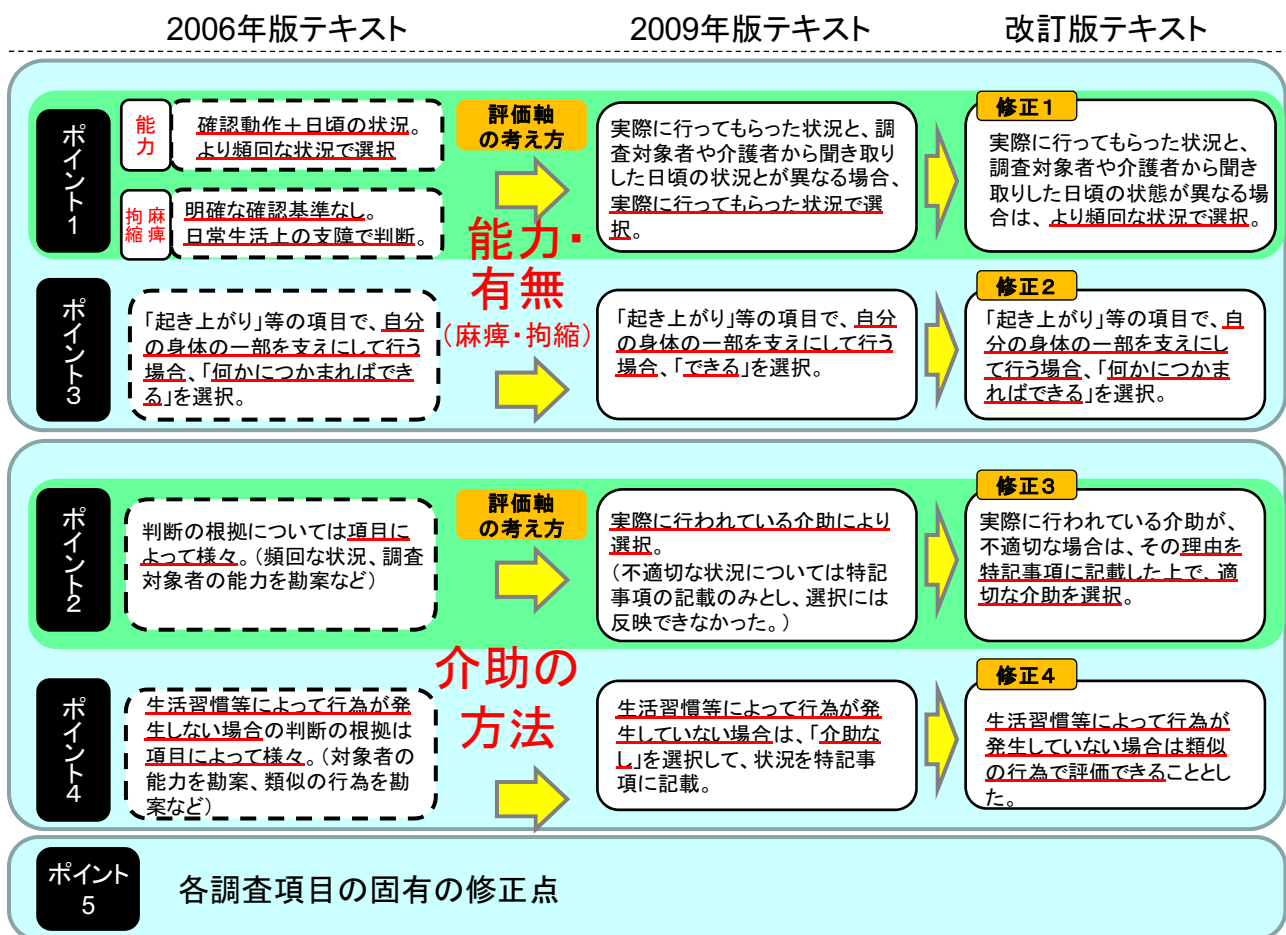 2006年版テキスト
2009年版テキスト
改訂版テキスト
ポイント1
能力
確認動作＋日頃の状況。
より頻回な状況で選択
麻痺拘縮
明確な確認基準なし。
日常生活上の支障で判断。
評価軸
の考え方
実際に行ってもらった状況と、調
査対象者や介護者から聞き取り
した日頃の状況とが異なる場合、
実際に行ってもらった状況で選
択。
修正1
実際に行ってもらった状況と、
調査対象者や介護者から聞き
取りした日頃の状態が異なる場
合は、より頻回な状況で選択。
能力・
有無
（麻痺・拘縮）
ポイント3
「起き上がり」等の項目で、自分
の身体の一部を支えにして行う
場合、「何かにつかまればでき
る」を選択。
「起き上がり」等の項目で、自分
の身体の一部を支えにして行う
場合、「できる」を選択。
修正2
「起き上がり」等の項目で、自
分の身体の一部を支えにし
て行う場合、「何かにつかま
ればできる」を選択。
ポイント2
判断の根拠については項目に
よって様々。（頻回な状況、調査
対象者の能力を勘案など）
評価軸
の考え方
実際に行われている介助により
選択。
（不適切な状況については特記
事項の記載のみとし、選択には
反映できなかった。）
修正3
実際に行われている介助が、
不適切な場合は、その理由を
特記事項に記載した上で、適
切な介助を選択。
介助の
方法
ポイント4
生活習慣等によって行為が発
生しない場合の判断の根拠は
項目によって様々。（対象者の
能力を勘案、類似の行為を勘
案など）
生活習慣等によって行為が発
生していない場合は、「介助な
し」を選択して、状況を特記事
項に記載。
修正4
生活習慣等によって行為が
発生していない場合は類似
の行為で評価できることとし
た。
ポイント
5
各調査項目の固有の修正点